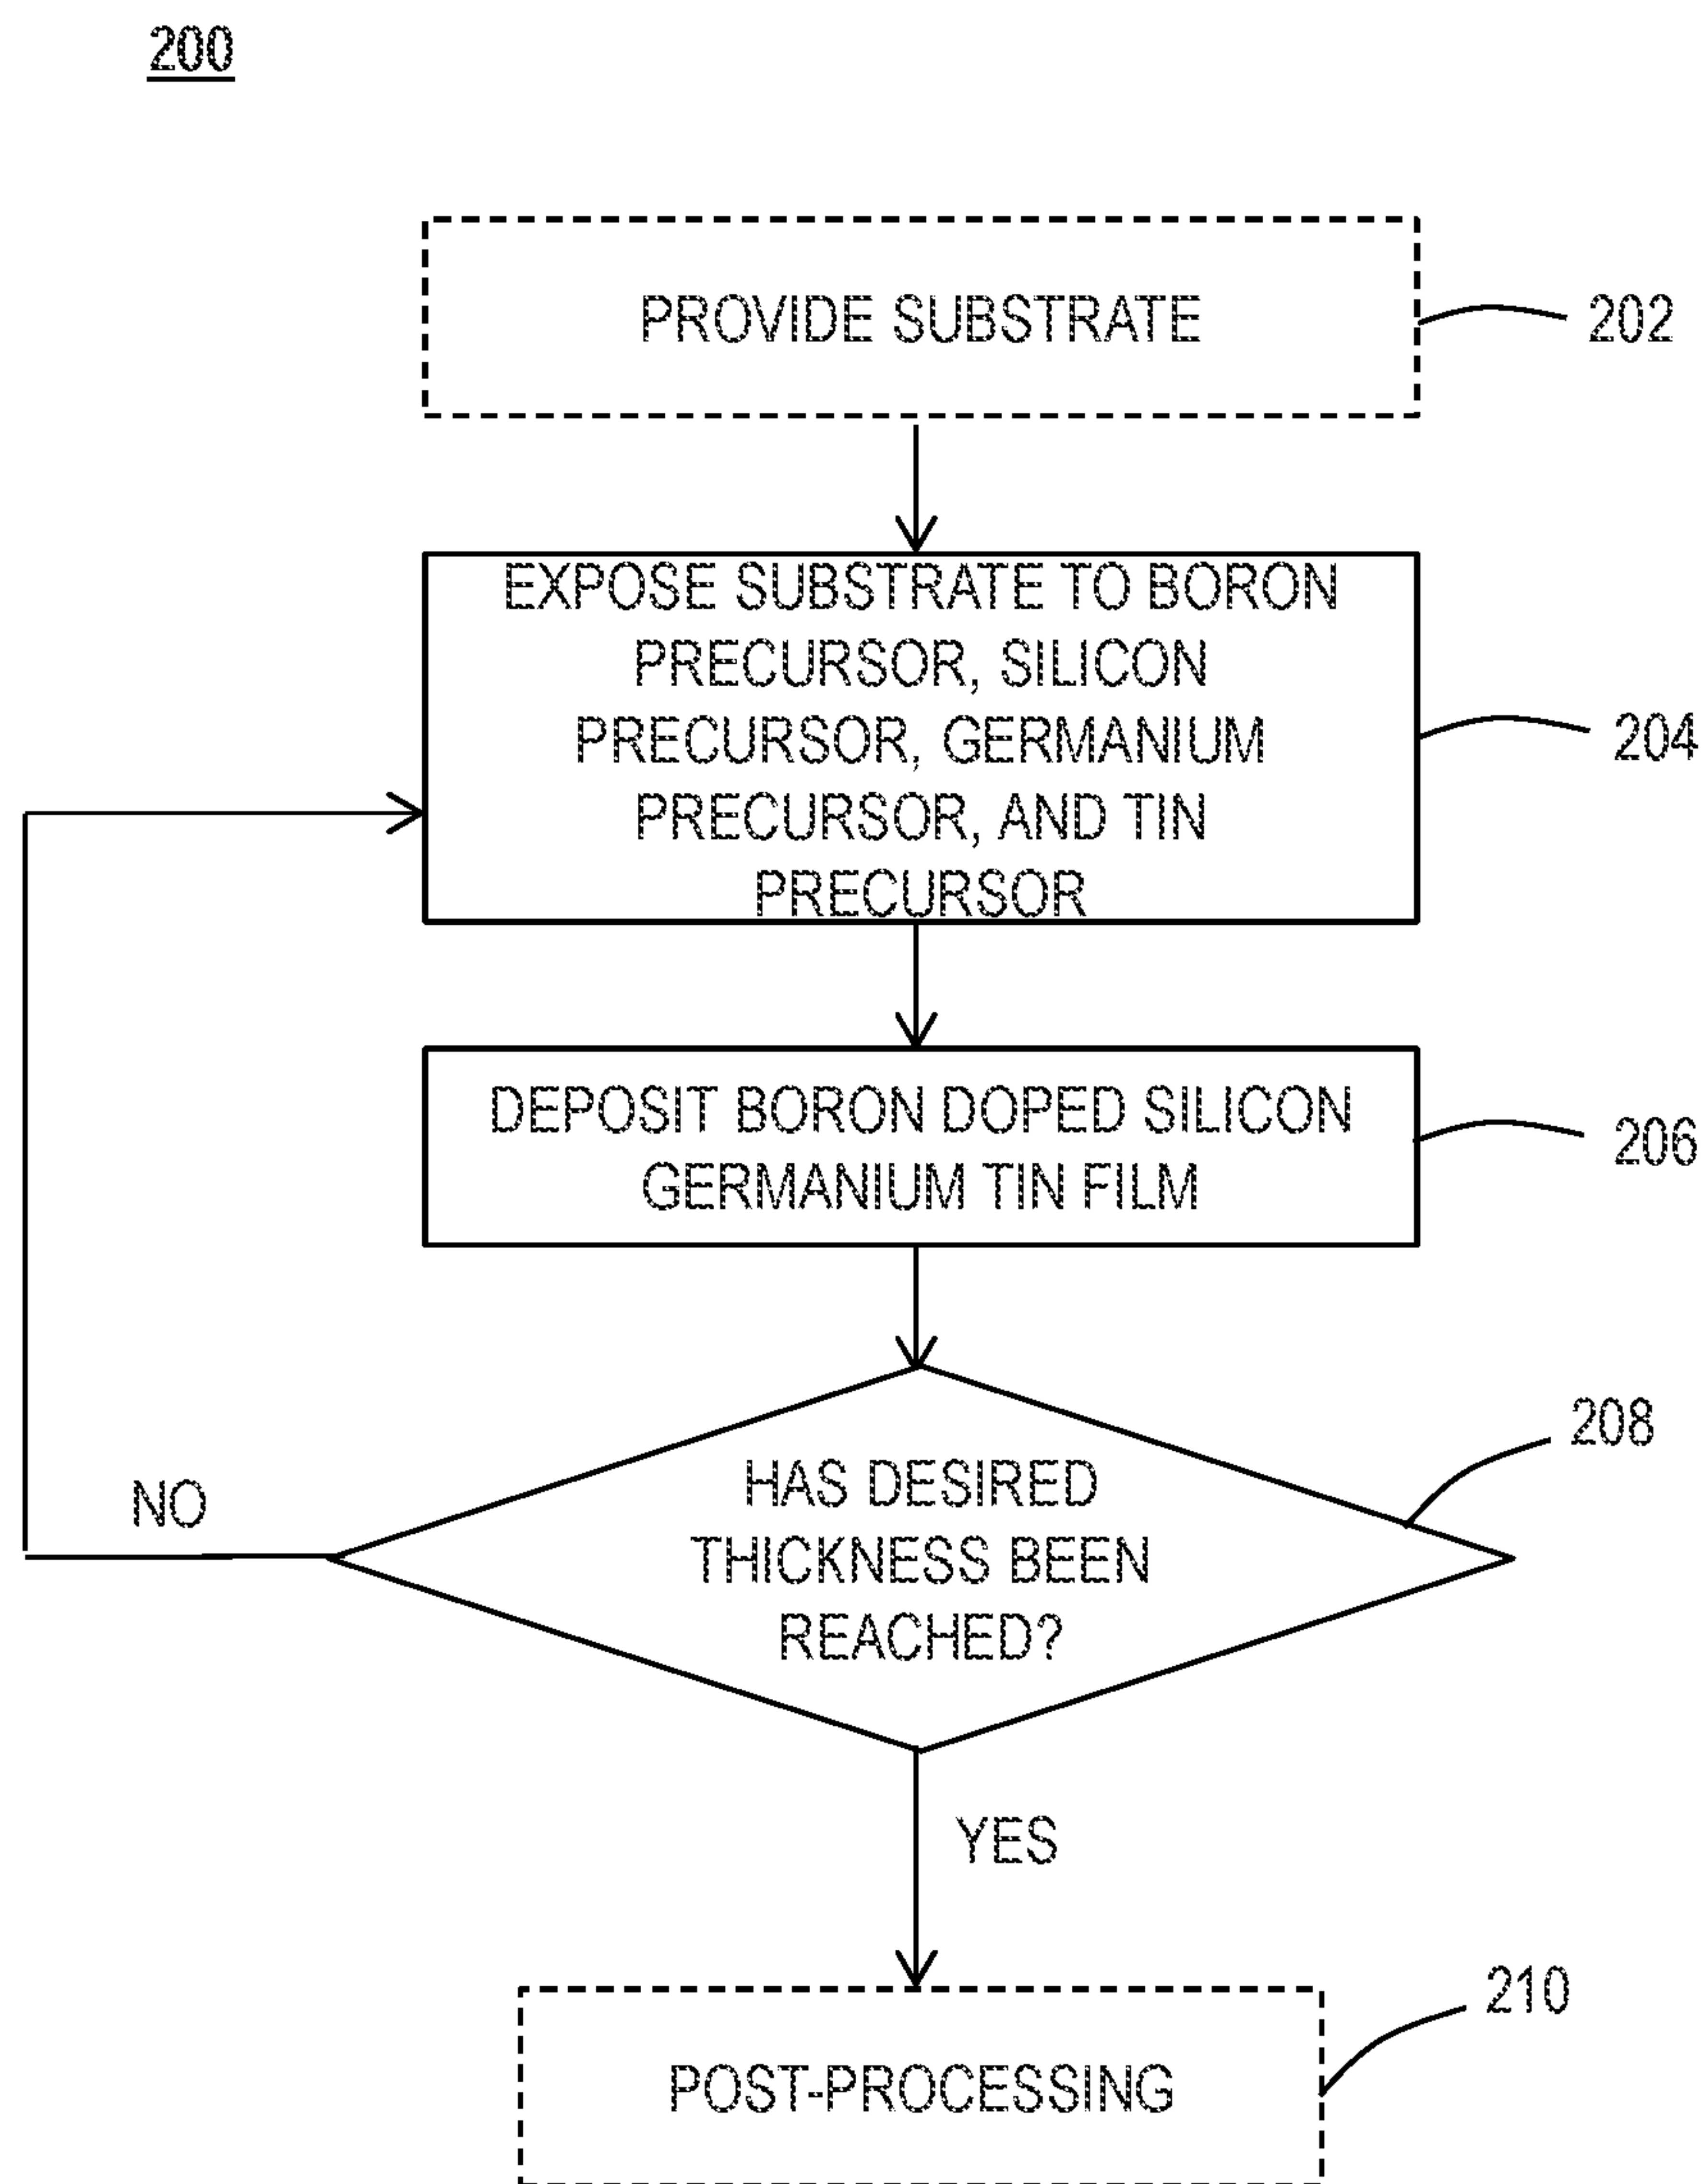 200
PROVIDE SUBSTRATE
202
EXPOSE SUBSTRATE TO BORON
PRECURSOR, SILICON
PRECURSOR, GERMANIUM
PRECURSOR, AND TIN
PRECURSOR
204
DEPOSIT BORON DOPED SILICON
GERMANIUM TIN FILM
206
HAS DESIRED
THICKNESS BEEN
REACHED?
208
NO
YES
POST-PROCESSING
210